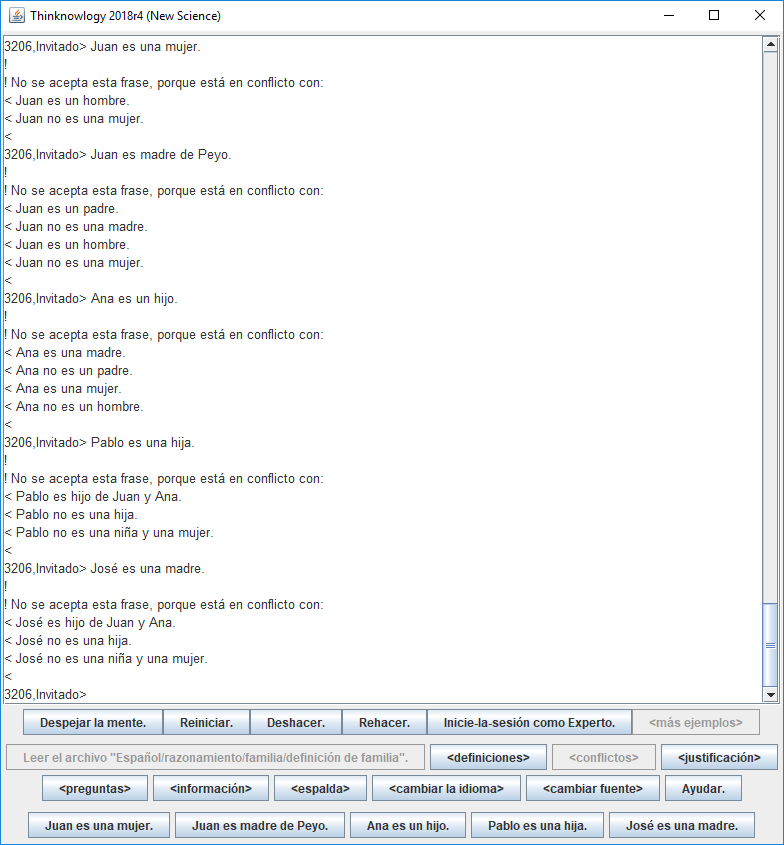 Thinknowlogy 2018r4 (New Science)
3206,Invitado> Juan es una mujer.
!
! No se acepta esta frase, porque está en conflicto con:
< Juan es un hombre.
< Juan no es una mujer.
<
3206,Invitado> Juan es madre de Peyo.
!
! No se acepta esta frase, porque está en conflicto con:
< Juan es un padre.
< Juan no es una madre.
< Juan es un hombre.
< Juan no es una mujer.
<
3206,Invitado> Ana es un hijo.
!
! No se acepta esta frase, porque está en conflicto con:
< Ana es una madre.
< Ana no es un padre.
< Ana es una mujer.
< Ana no es un hombre.
<
3206,Invitado> Pablo es una hija.
!
! No se acepta esta frase, porque está en conflicto con:
< Pablo es hijo de Juan y Ana.
< Pablo no es una hija.
< Pablo no es una niña y una mujer.
<
3206,Invitado> José es una madre.
!
! No se acepta esta frase, porque está en conflicto con:
< José es hijo de Juan y Ana.
< José no es una hija.
< José no es una niña y una mujer.
<
3206,Invitado>
Despejar la mente. Reiniciar. Deshacer. Rehacer. Inicie-la-sesión como Experto. <más ejemplos>
Leer el archivo "Español/razonamiento/familia/definición de familia". <definiciones> <conflictos> <justificación>
<preguntas> <información> <espalda> <cambiar la idioma> <cambiar fuente> Ayudar.
Juan es una mujer. Juan es madre de Peyo. Ana es un hijo. Pablo es una hija. José es una madre.